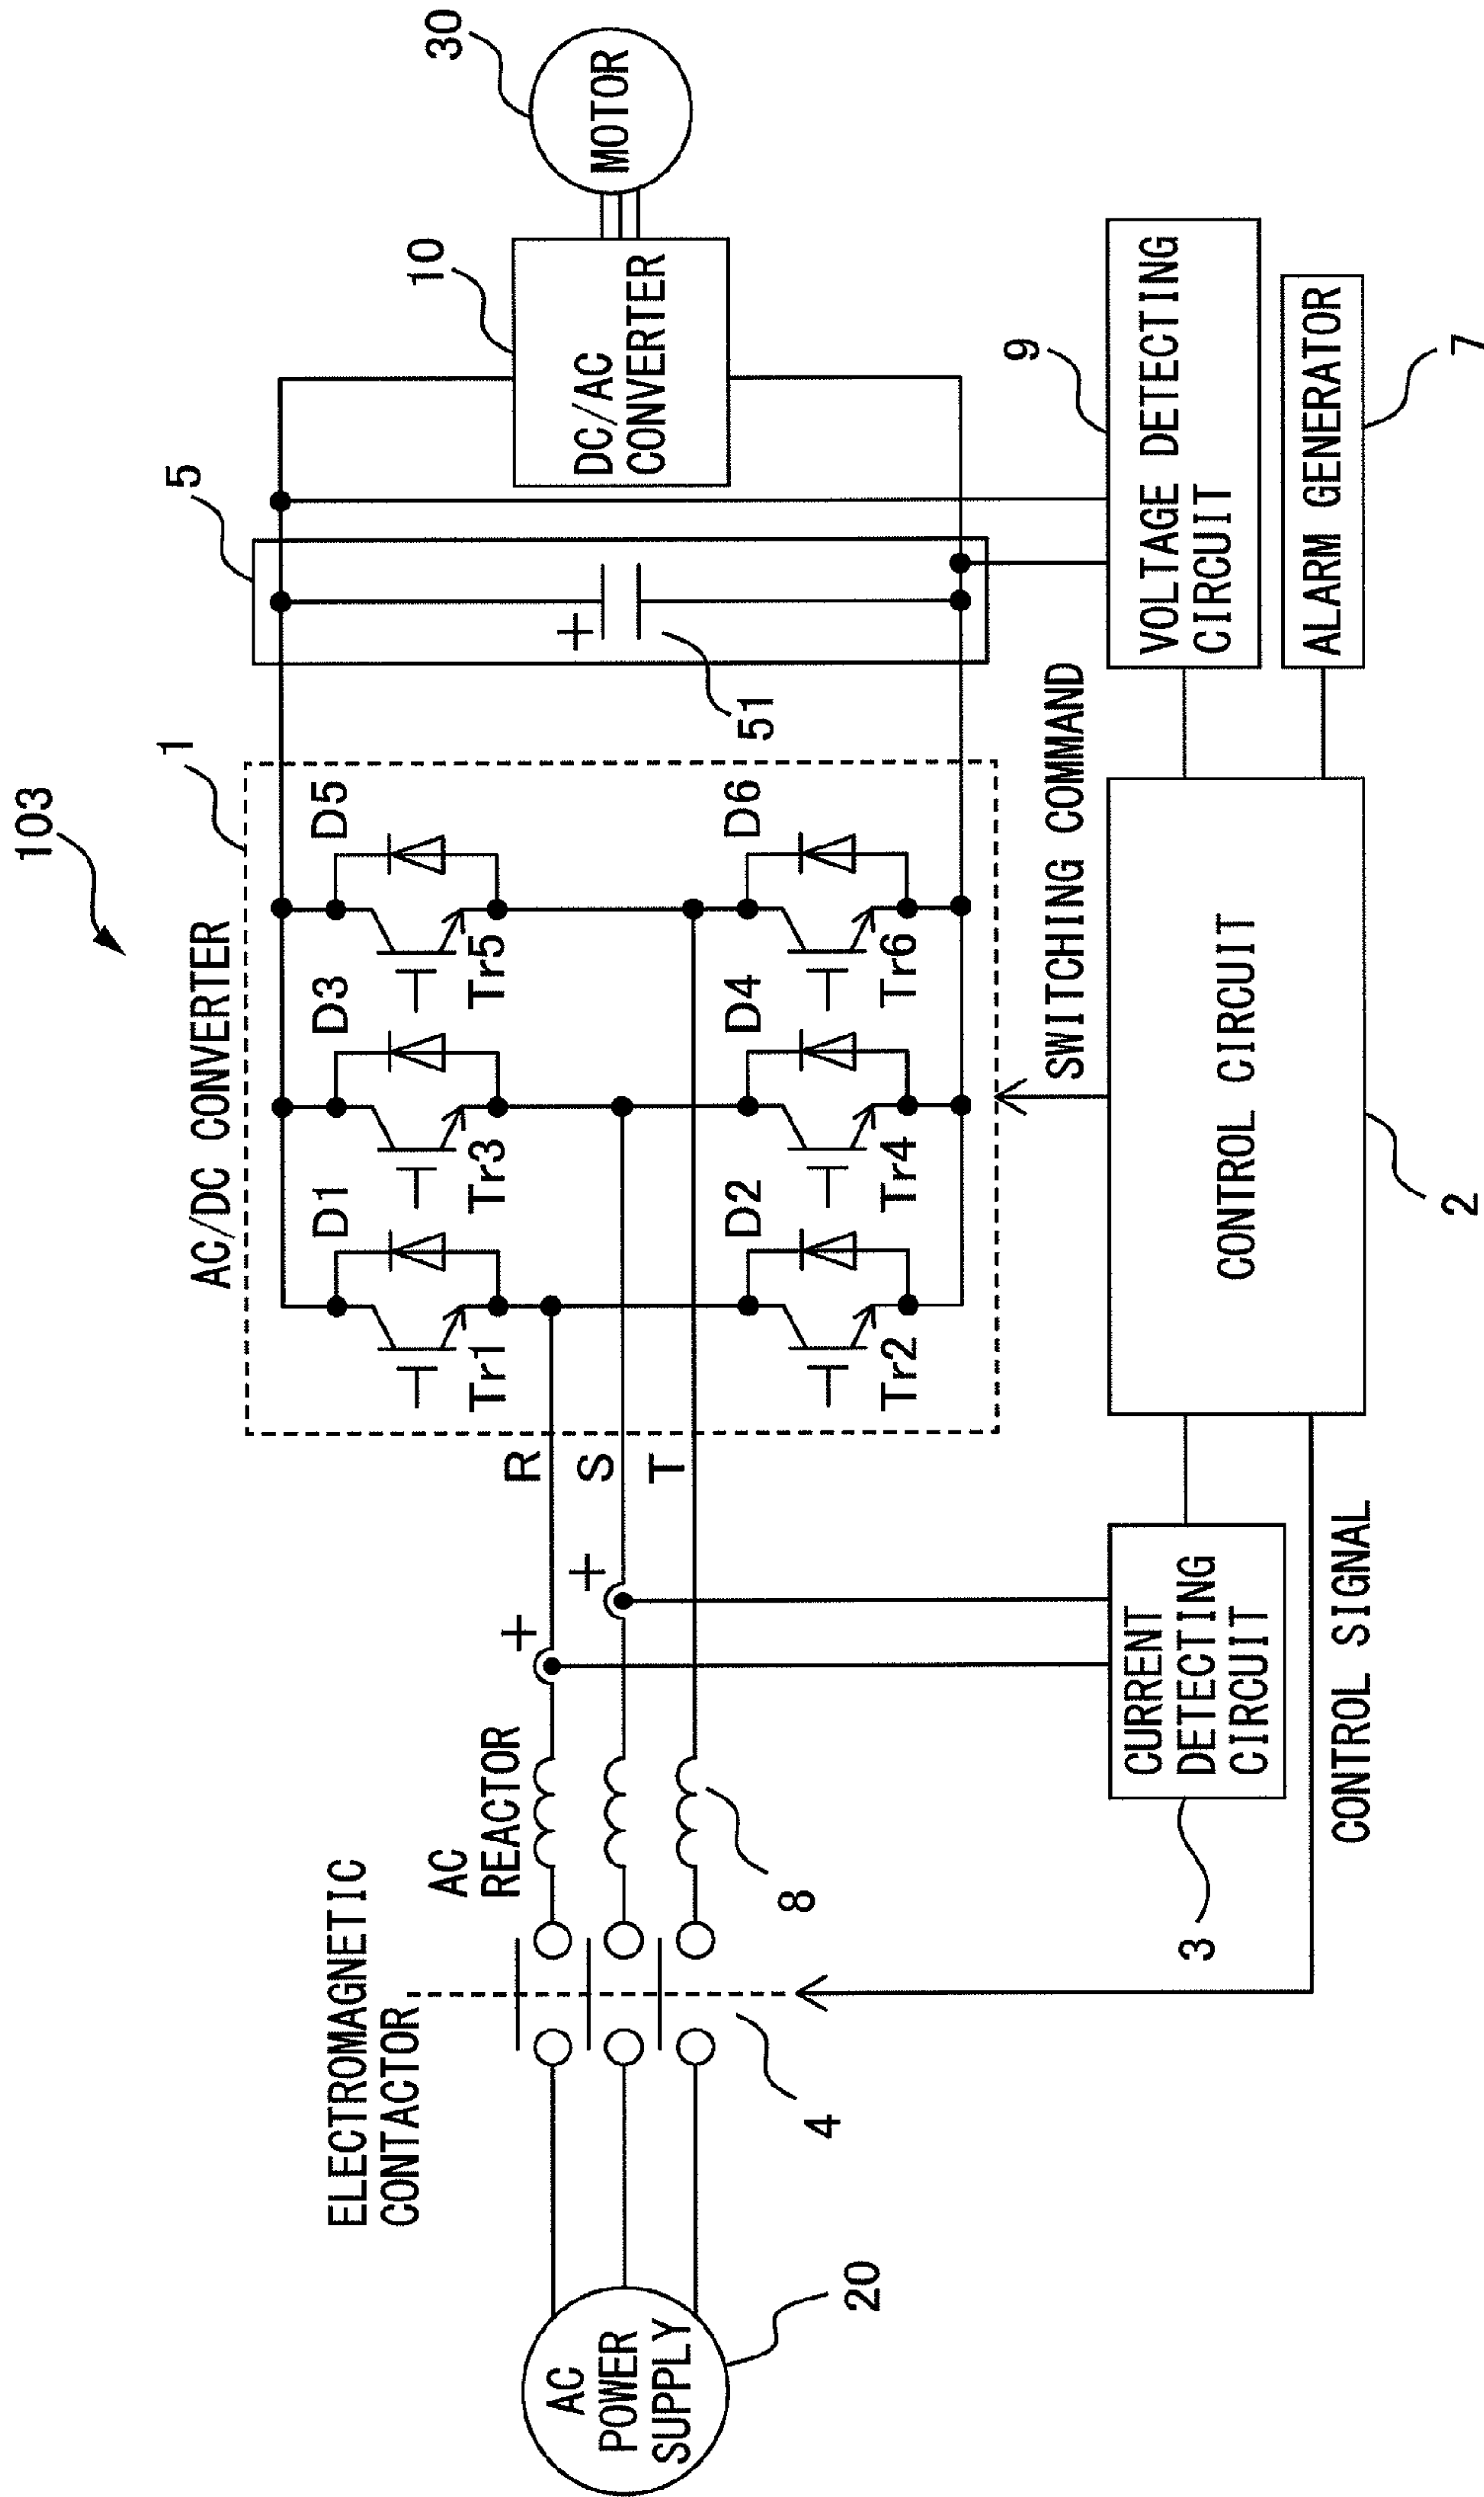 103
AC/DC CONVERTER
1
5
10
30
ELECTROMAGNETIC
CONTACTOR
AC
REACTOR
D1
D3
D5
Tr1
Tr3
Tr5
R
S
T
+
+
+
51
DC/AC
CONVERTER
MOTOR
AC
POWER
SUPPLY
20
4
8
D2
D4
D6
Tr2
Tr4
Tr6
SWITCHING COMMAND
9
CURRENT
DETECTING
CIRCUIT
3
CONTROL CIRCUIT
VOLTAGE DETECTING
CIRCUIT
ALARM GENERATOR
CONTROL SIGNAL
2
7